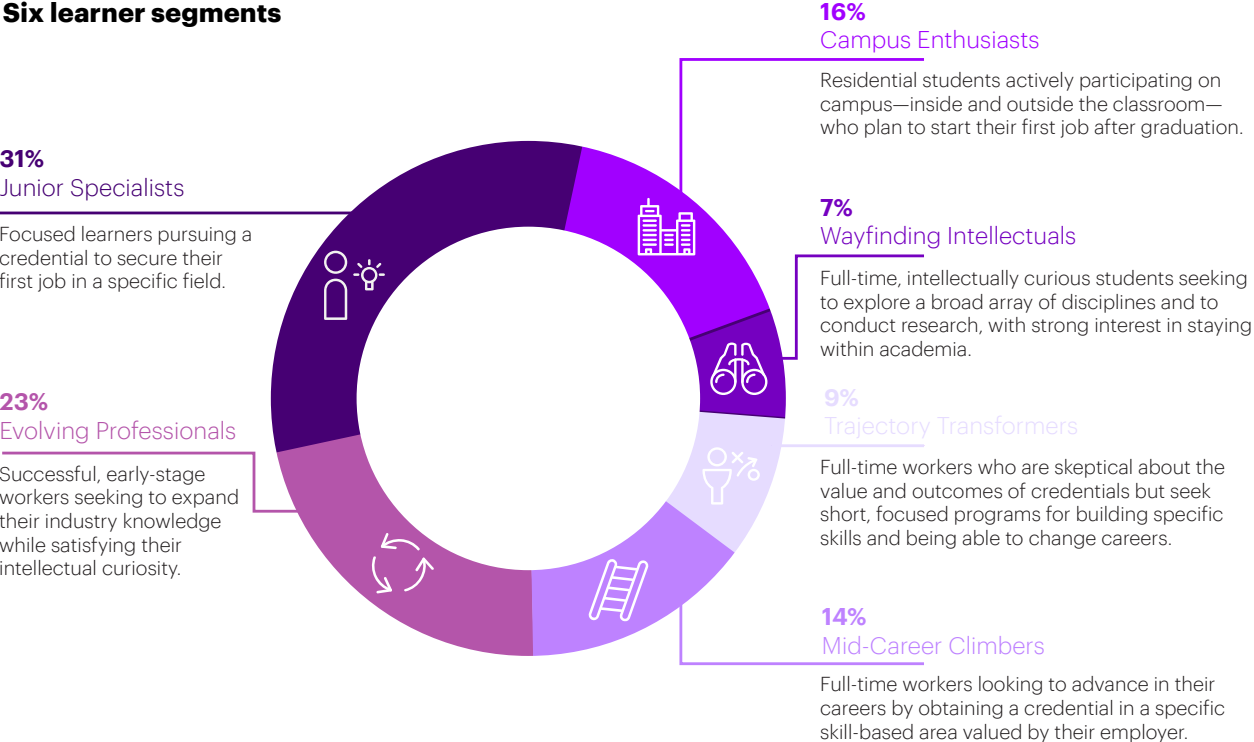 Six learner segments
16%
Campus Enthusiasts
Residential students actively participating on
campus—inside and outside the classroom—
who plan to start their first job after graduation.
31%
Junior Specialists
Focused learners pursuing a
credential to secure their
first job in a specific field.
7%
Wayfinding Intellectuals
Full-time, intellectually curious students seeking
to explore a broad array of disciplines and to
conduct research, with strong interest in staying
within academia.
23%
Evolving Professionals
Successful, early-stage
workers seeking to expand
their industry knowledge
while satisfying their
intellectual curiosity.
9%
Trajectory Transformers
Full-time workers who are skeptical about the
value and outcomes of credentials but seek
short, focused programs for building specific
skills and being able to change careers.
14%
Mid-Career Climbers
Full-time workers looking to advance in their
careers by obtaining a credential in a specific
skill-based area valued by their employer.